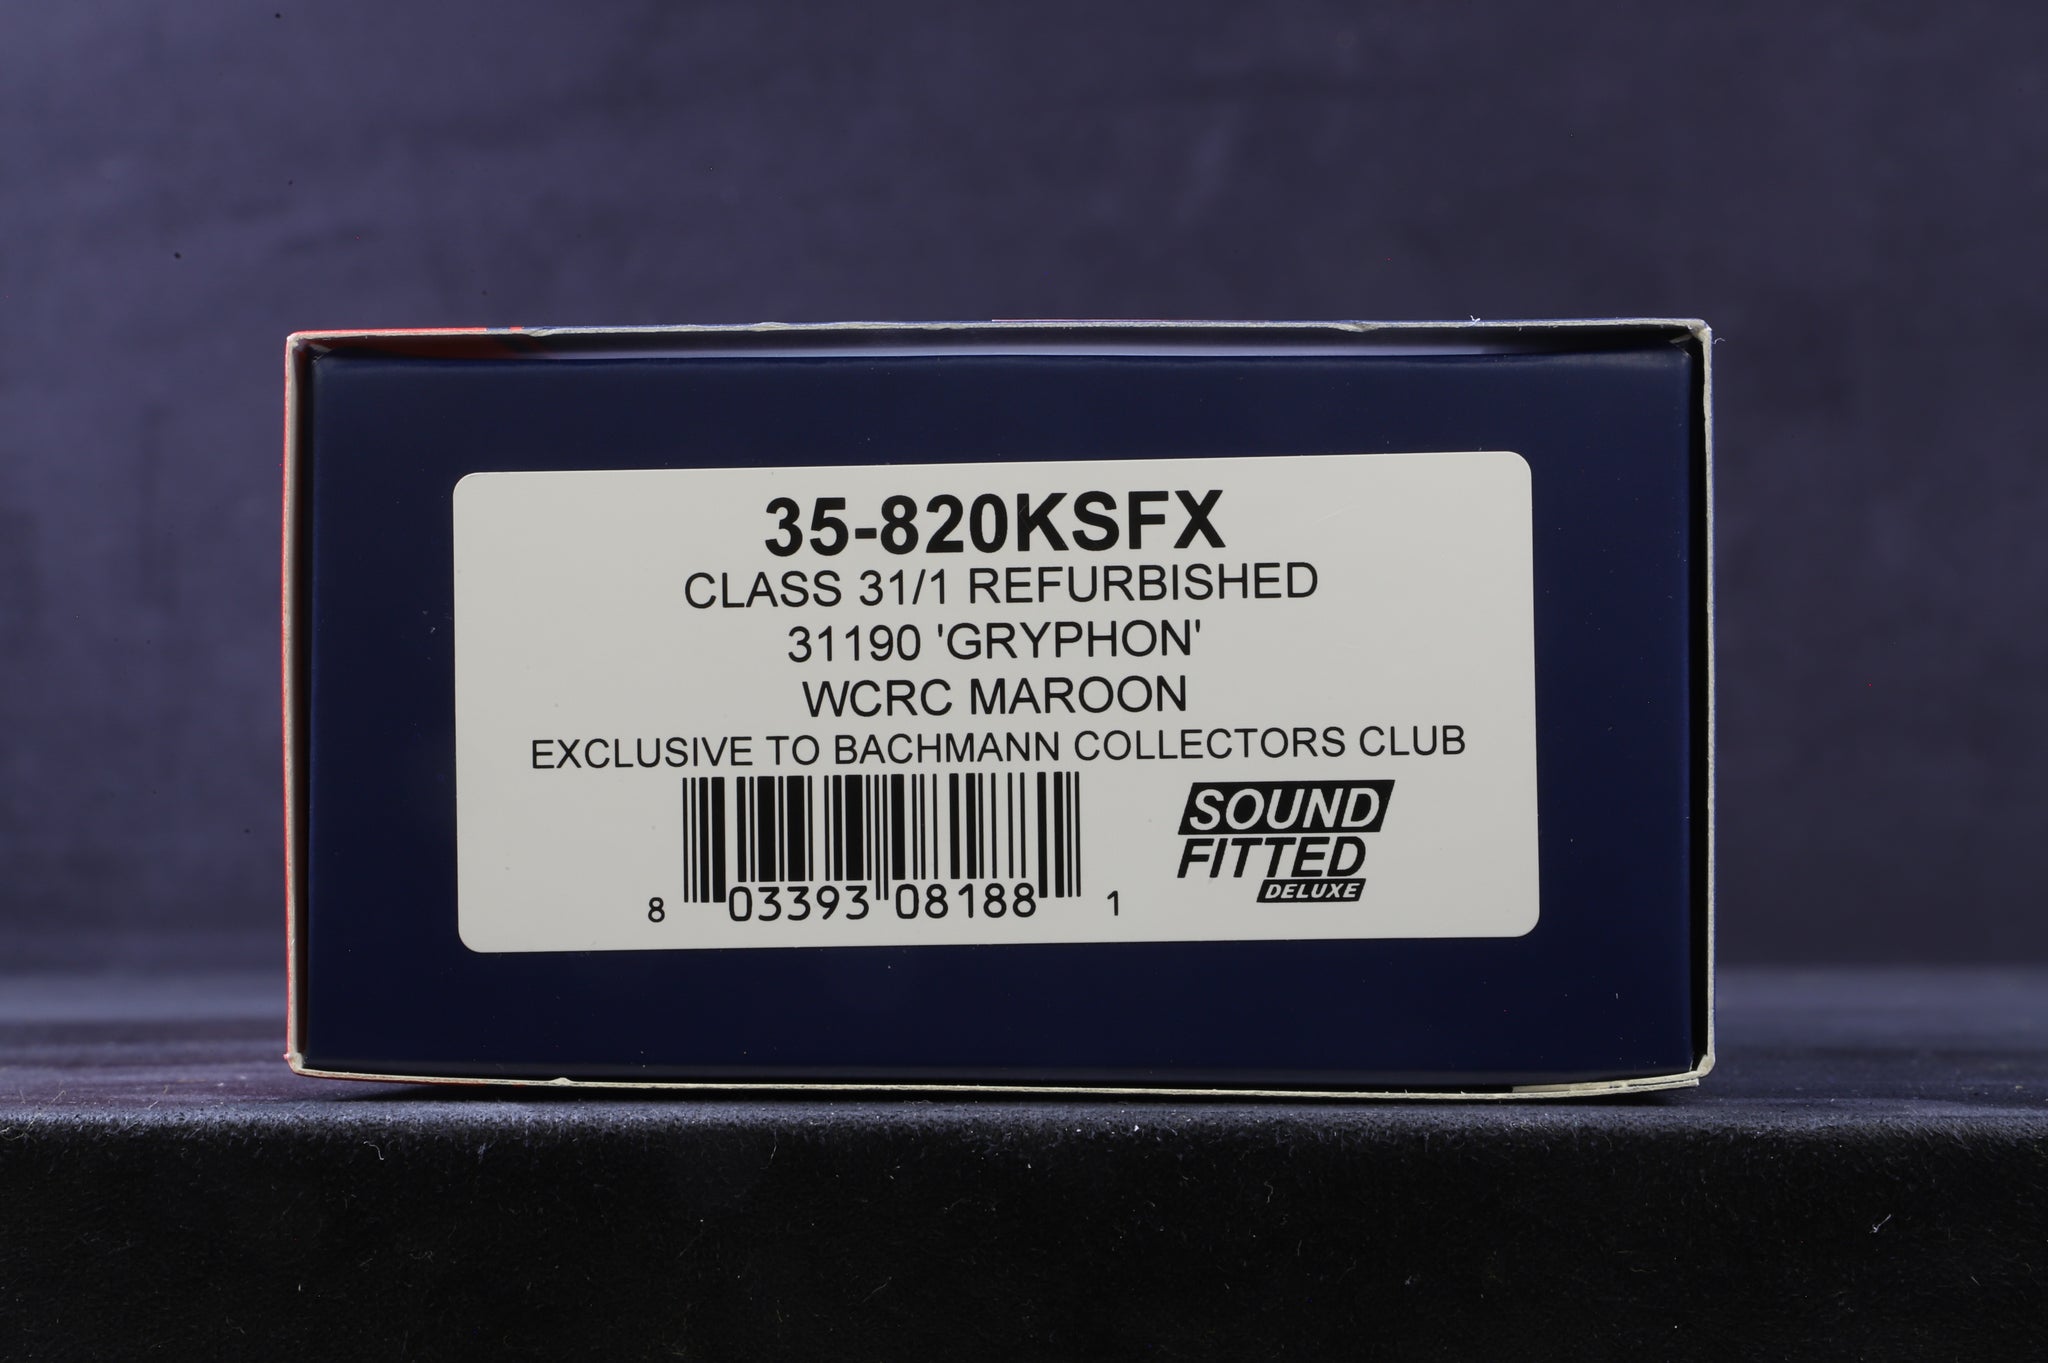 35-820KSFX
CLASS 31/1 REFURBISHED
31190 'GRYPHON'
WCRC MAROON
EXCLUSIVE TO BACHMANN COLLECTORS CLUB
SOUND
FITTED
DELUXE
8 03393 08188 1